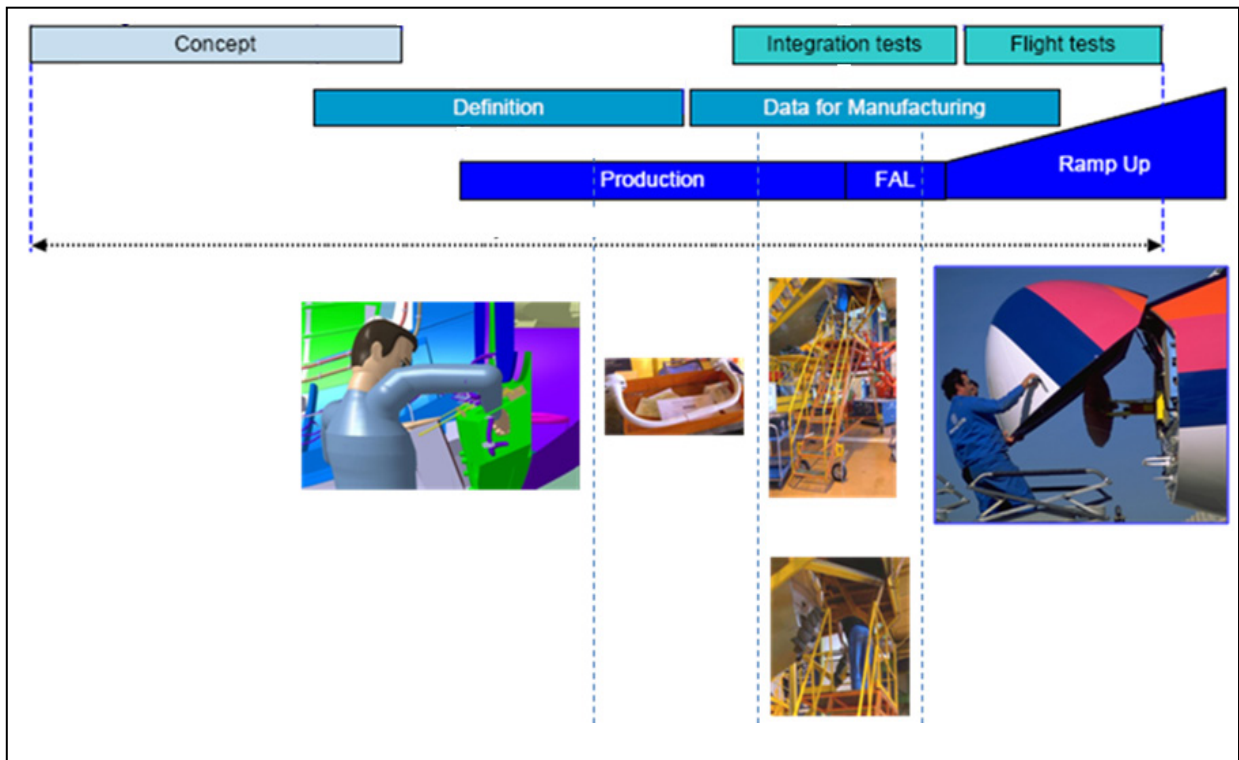 Concept
Integration tests
Flight tests
Definition
Data for Manufacturing
Production
FAL
Ramp Up